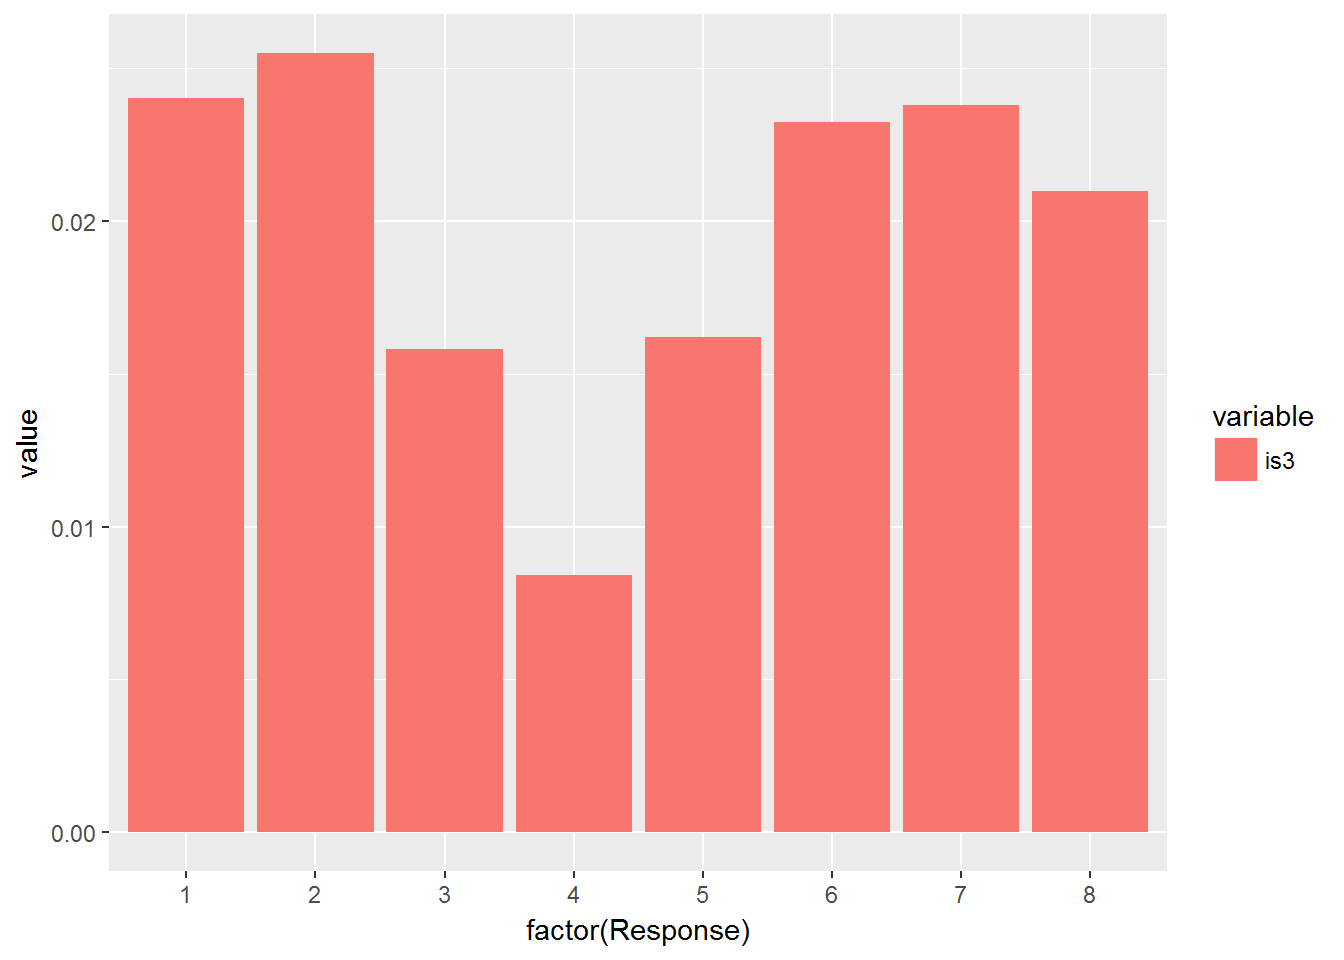 0.02
0.01
0.00
value
1 2 3 4 5 6 7 8
factor(Response)
variable
is3